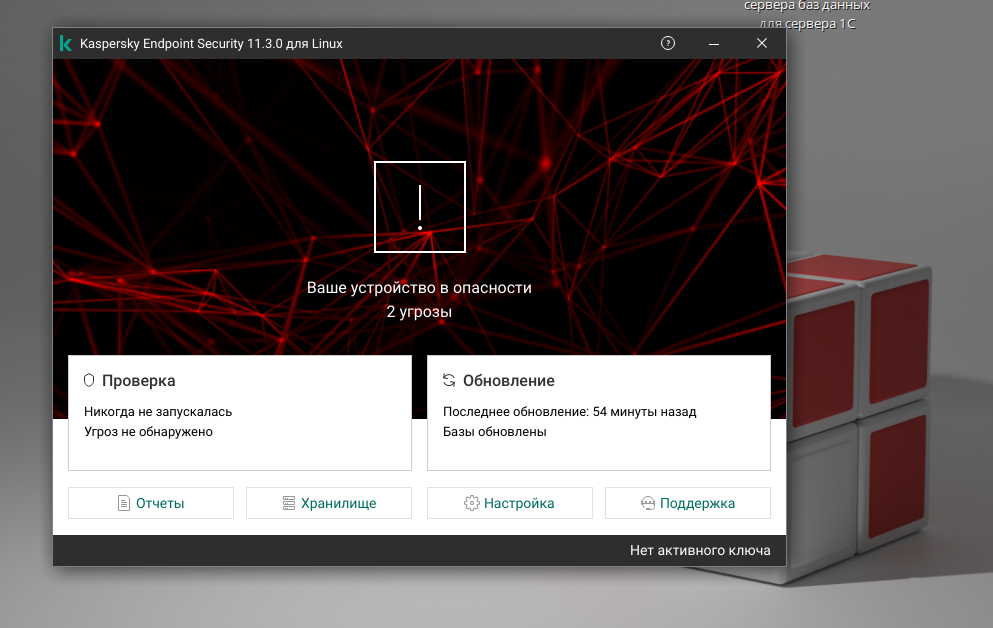 сервера баз данных
для сервера 1С
Kaspersky Endpoint Security 11.3.0 для Linux
Ваше устройство в опасности
2 угрозы
Проверка
Никогда не запускалась
Угроз не обнаружено
Обновление
Последнее обновление: 54 минуты назад
Базы обновлены
Отчеты
Хранилище
Настройка
Поддержка
Нет активного ключа